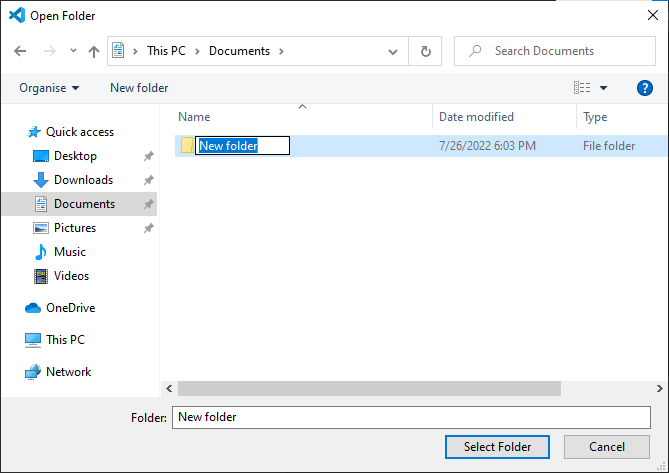 Open Folder
This PC Documents
Search Documents
Organise New folder
Name Date modified Type
New folder 7/26/2022 6:03 PM File folder
Quick access
Desktop
Downloads
Documents
Pictures
Music
Videos
OneDrive
This PC
Network
Folder: New folder
Select Folder Cancel